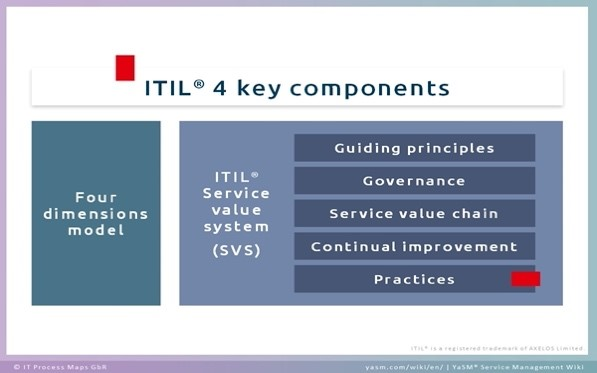 ITIL® 4 key components
Four
dimensions
model
ITIL®
Service
value
system
(SVS)
Guiding principles
Governance
Service value chain
Continual improvement
Practices
ITIL® is a registered trademark of AXELOS Limited.
© IT Process Maps GbR
yasm.com/wiki/en/ | YaSM® Service Management Wiki